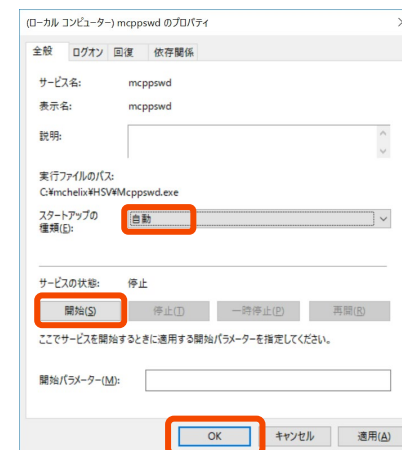 (ローカル コンピューター) mcppswd のプロパティ
全般 ログオン 回復 依存関係
サービス名: mcppswd
表示名: mcppswd
説明:
実行ファイルのパス:
C:¥mchelix¥HSV¥Mcppswd.exe
スタートアップの
種類(E): 自動
サービスの状態: 停止
開始(S) 停止(T) 一時停止(P) 再開(R)
ここでサービスを開始するときに適用する開始パラメーターを指定してください。
開始パラメーター(M):
OK キャンセル 適用(A)